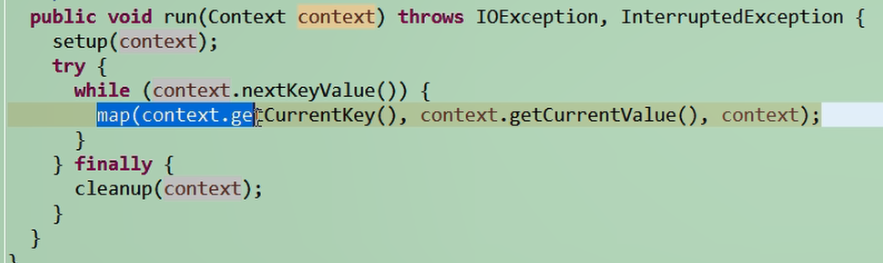 public void run(Context context) throws IOException, InterruptedException {
setup(context);
try {
while (context.nextKeyValue()) {
map(context.getCurrentKey(), context.getCurrentValue(), context);
}
} finally {
cleanup(context);
}
}
}